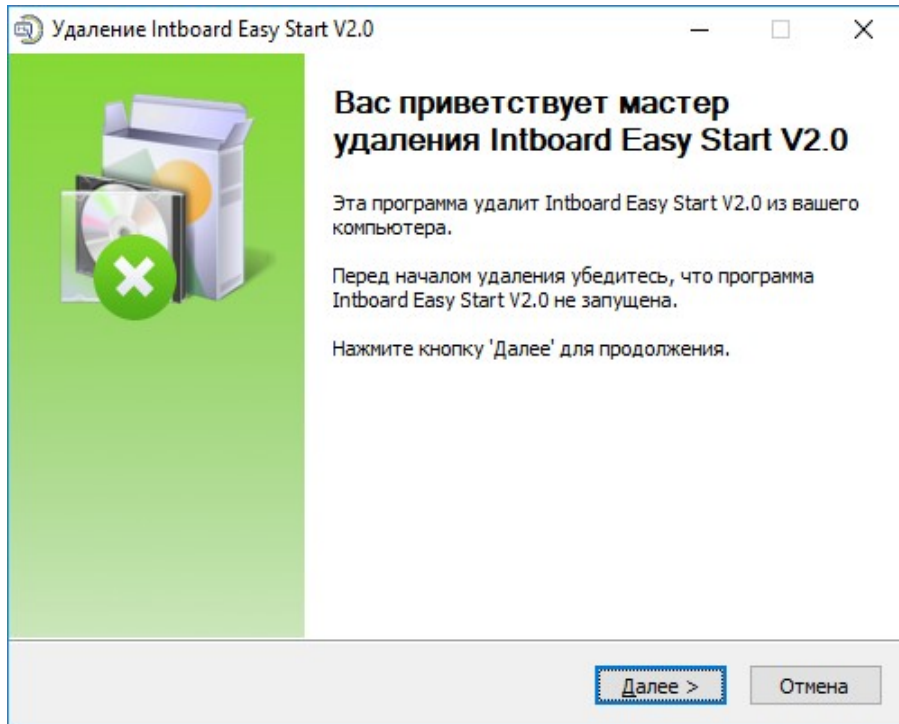 Удаление Intboard Easy Start V2.0
Вас приветствует мастер
удаления Intboard Easy Start V2.0
Эта программа удалит Intboard Easy Start V2.0 из вашего
компьютера.
Перед началом удаления убедитесь, что программа
Intboard Easy Start V2.0 не запущена.
Нажмите кнопку 'Далее' для продолжения.
Далее >
Отмена